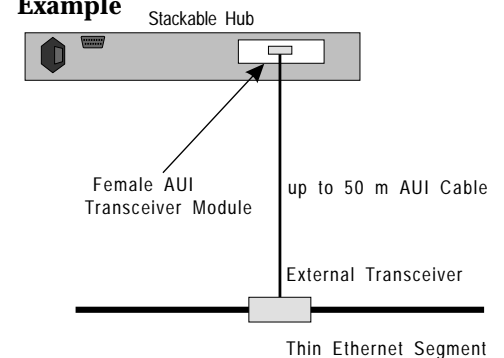 Example
Stackable Hub
Female AUI
Transceiver Module
up to 50 m AUI Cable
External Transceiver
Thin Ethernet Segment